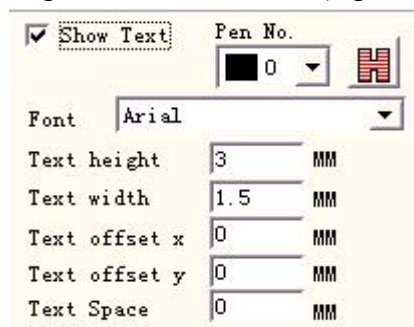 Show Text Pen No.
0
Font Arial
Text height 3 MM
Text width 1.5 MM
Text offset x 0 MM
Text offset y 0 MM
Text Space 0 MM